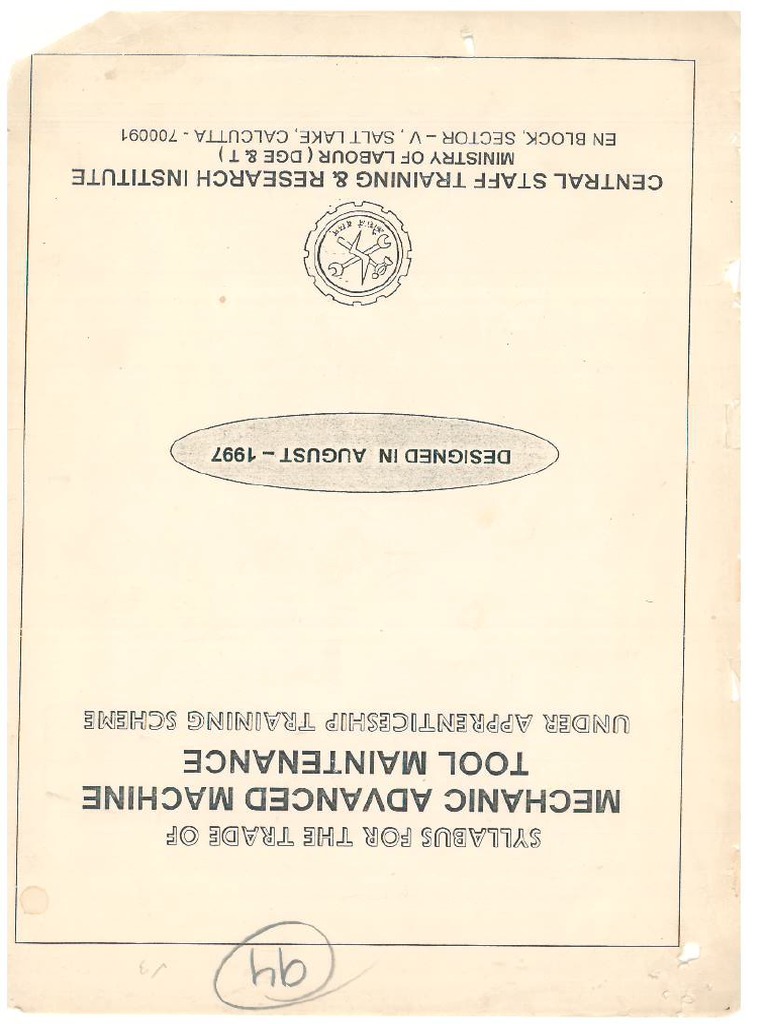 94
SYLLABUS FOR THE TRADE OF
MECHANIC ADVANCED MACHINE
TOOL MAINTENANCE
UNDER APPRENTICESHIP TRAINING SCHEME
DESIGNED IN AUGUST – 1997
CENTRAL STAFF TRAINING & RESEARCH INSTITUTE
MINISTRY OF LABOUR ( DGE & T )
EN BLOCK, SECTOR – V , SALT LAKE, CALCUTTA - 700091